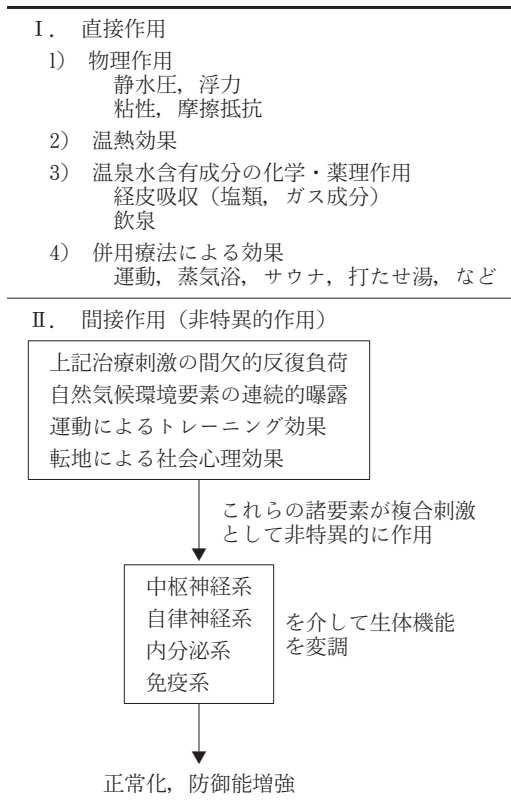 Ⅰ． 直接作用
1） 物理作用
静水圧，浮力
粘性，摩擦抵抗
2） 温熱効果
3） 温泉水含有成分の化学・薬理作用
経皮吸収（塩類，ガス成分）
飲泉
4） 併用療法による効果
運動，蒸気浴，サウナ，打たせ湯，など
Ⅱ． 間接作用（非特異的作用）
上記治療刺激の間欠的反復負荷
自然気候環境要素の連続的曝露
運動によるトレーニング効果
転地による社会心理効果
これらの諸要素が複合刺激
として非特異的に作用
中枢神経系
自律神経系
内分泌系
免疫系
を介して生体機能
を変調
正常化，防御能増強